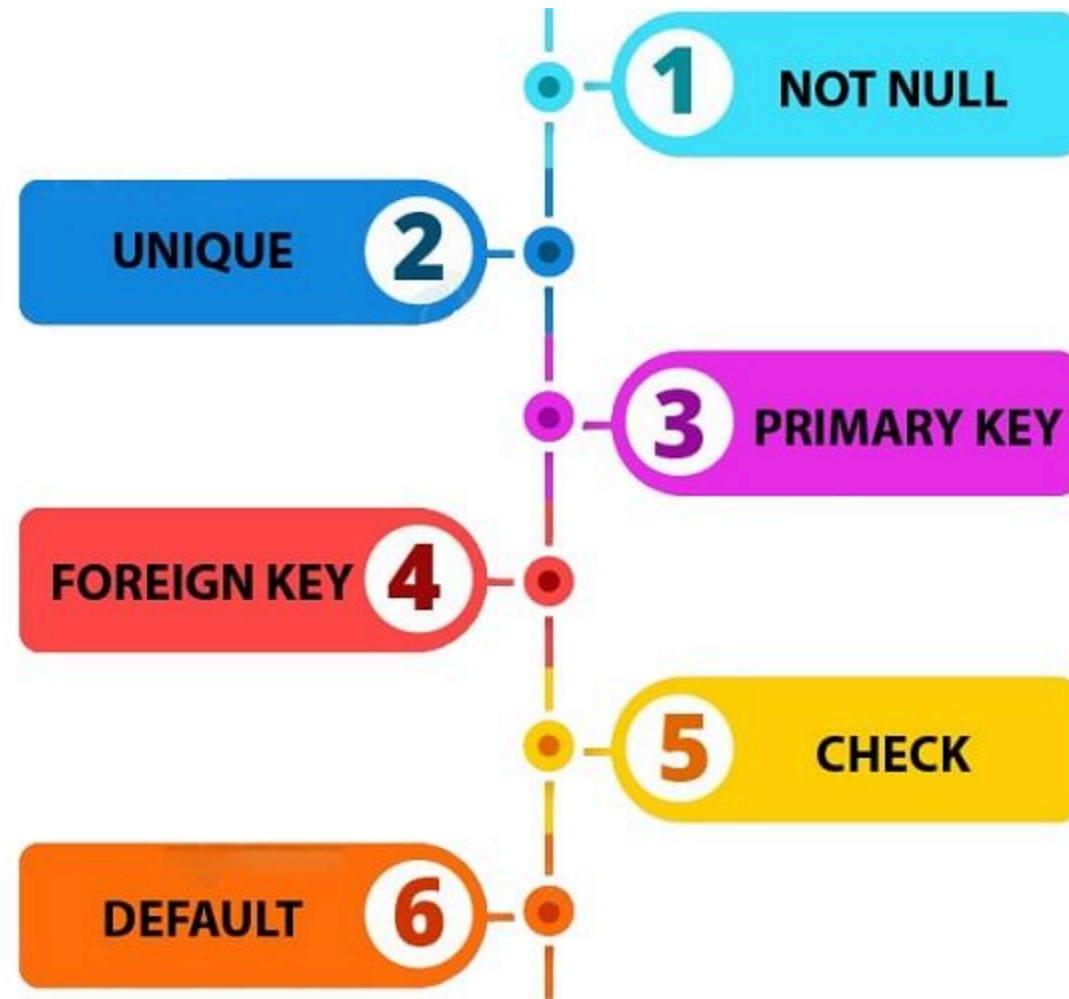 1 NOT NULL
UNIQUE 2
3 PRIMARY KEY
FOREIGN KEY 4
5 CHECK
DEFAULT 6